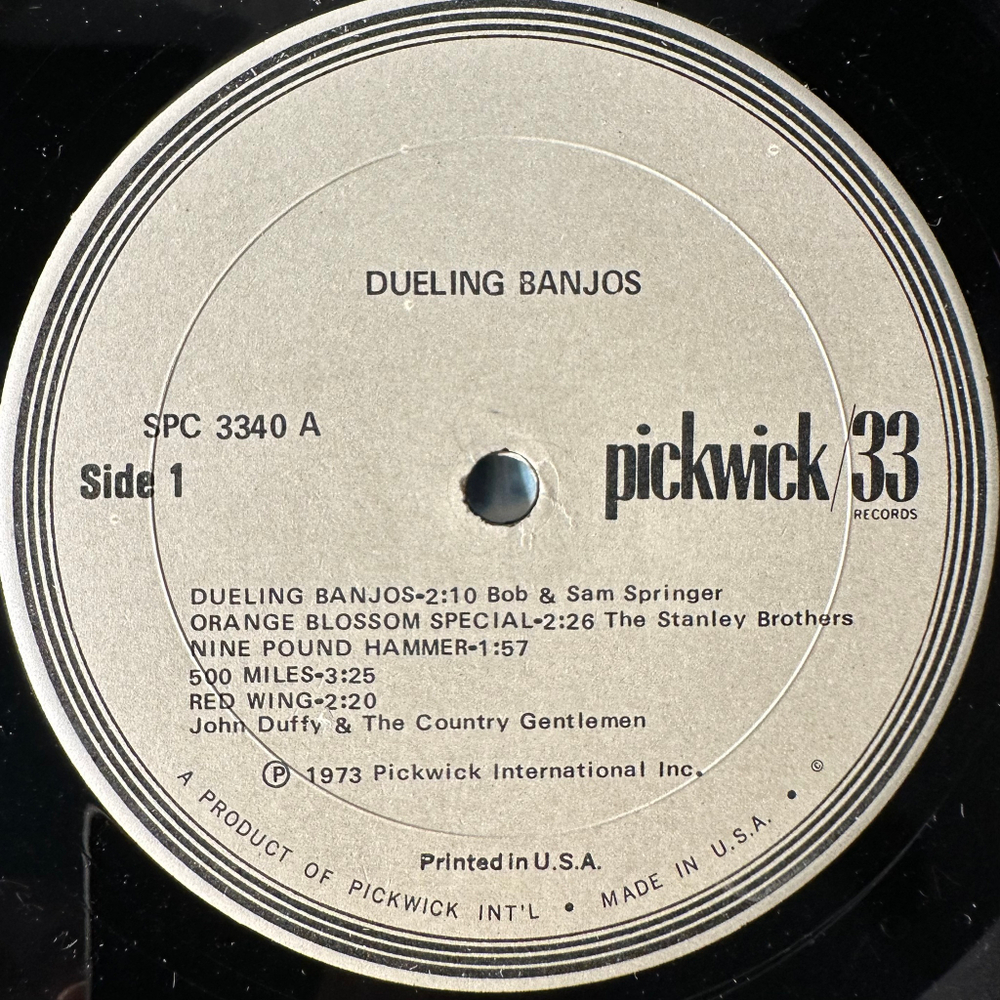 DUELING BANJOS
SPC 3340 A
Side 1
pickwick/33
RECORDS
DUELING BANJOS-2:10 Bob & Sam Springer
ORANGE BLOSSOM SPECIAL-2:26 The Stanley Brothers
NINE POUND HAMMER-1:57
500 MILES-3:25
RED WING-2:20
John Duffy & The Country Gentlemen
℗ 1973 Pickwick International Inc.
Printed in U.S.A.
A PRODUCT OF PICKWICK INT'L • MADE IN U.S.A. • ©